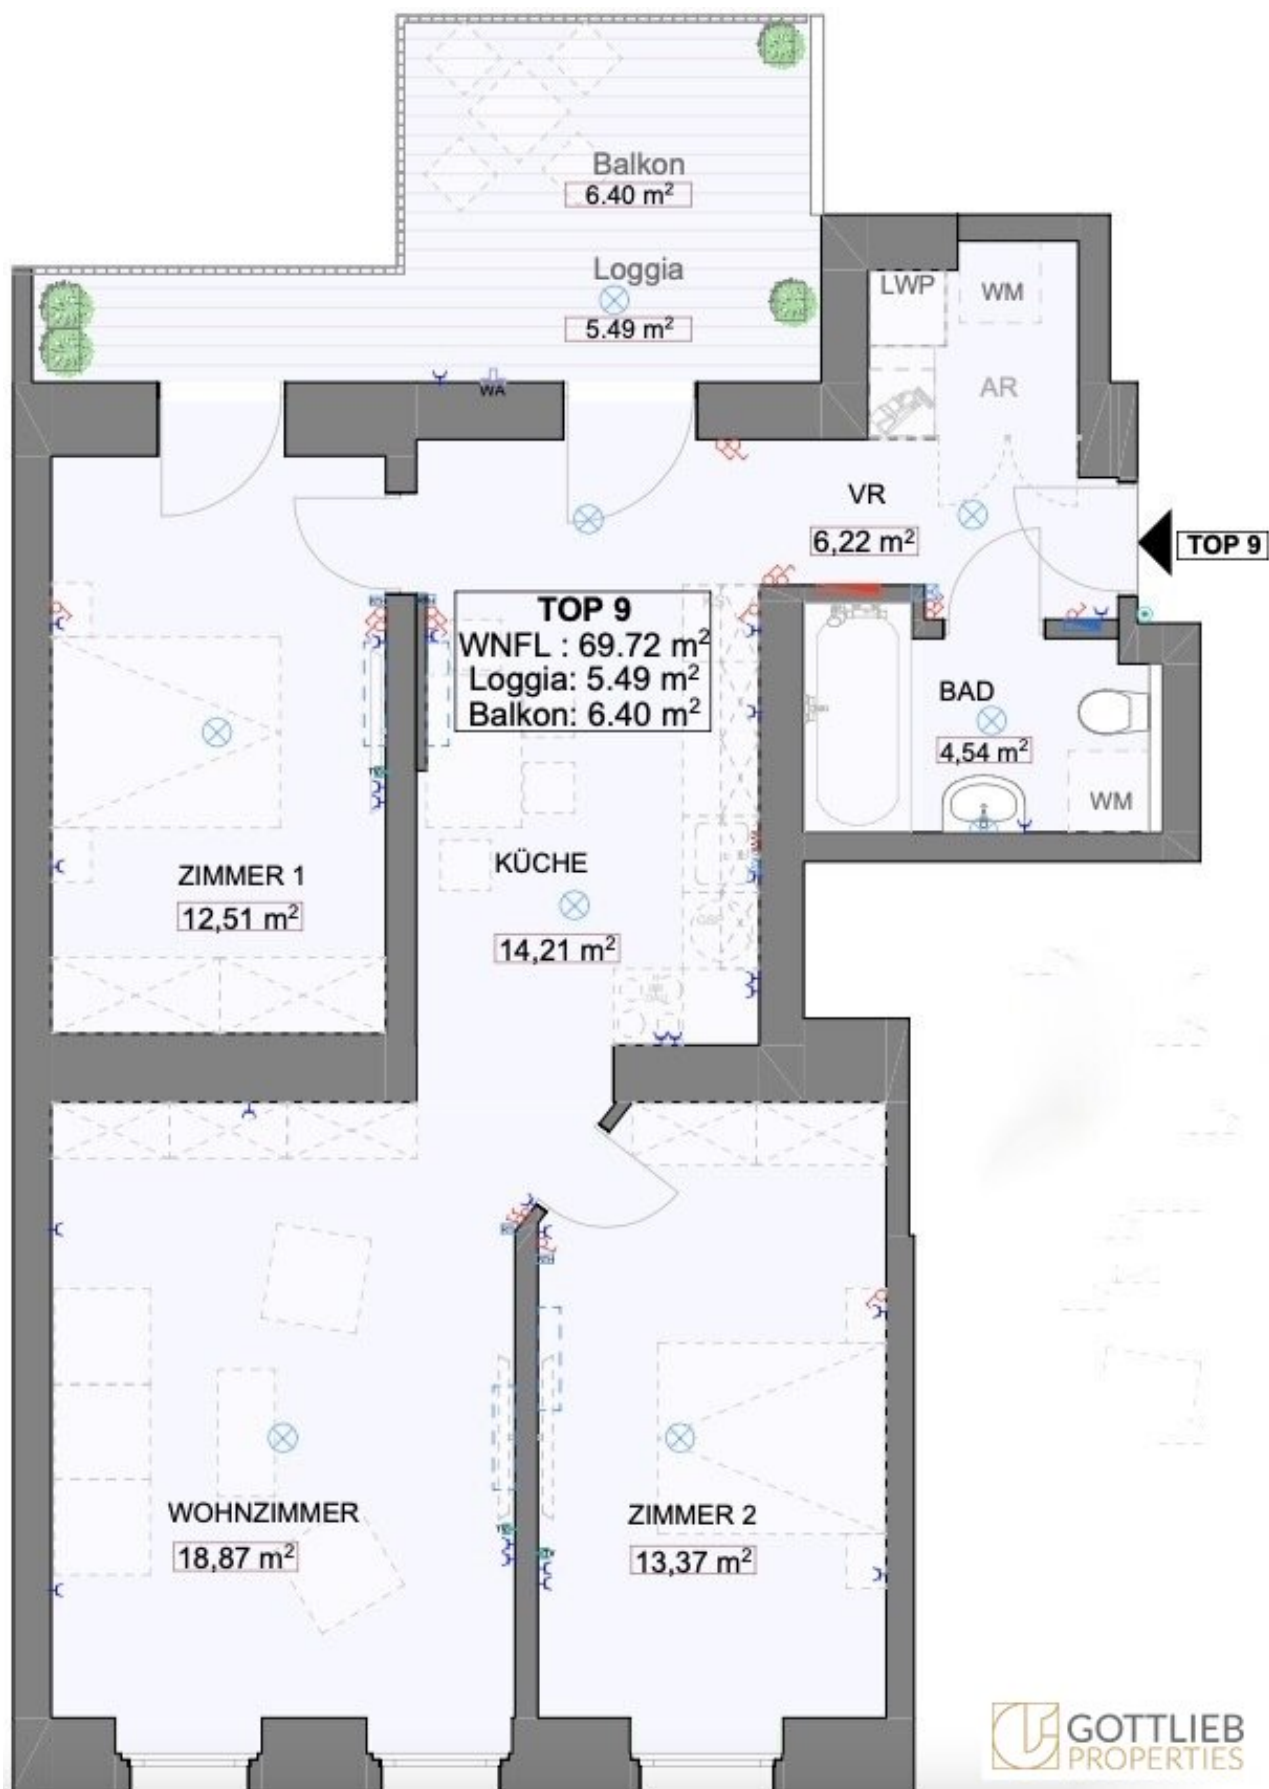 Balkon
6.40 m²
Loggia
5.49 m²
LWP
WM
AR
WA
VR
6,22 m²
TOP 9
TOP 9
WNFL : 69.72 m²
Loggia: 5.49 m²
Balkon: 6.40 m²
KS
BAD
4,54 m²
WM
ZIMMER 1
12,51 m²
KÜCHE
14,21 m²
GSP
WOHNZIMMER
18,87 m²
ZIMMER 2
13,37 m²
GOTTLIEB
PROPERTIES